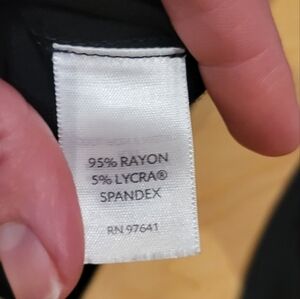 95% RAYON
5% LYCRA®
SPANDEX
RN 97641